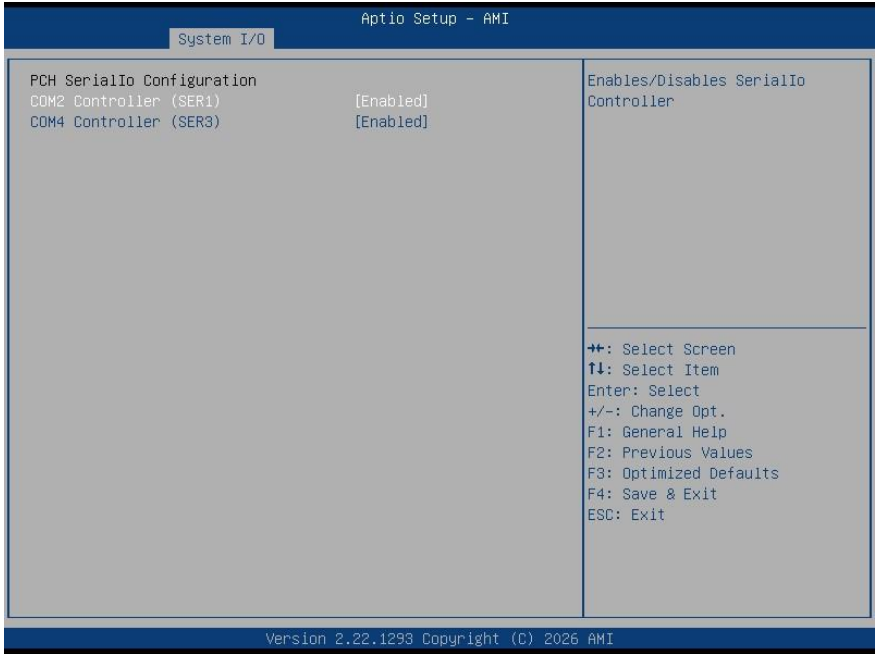 Aptio Setup – AMI
System I/O
PCH SerialIo Configuration
COM2 Controller (SER1) [Enabled]
COM4 Controller (SER3) [Enabled]
Enables/Disables SerialIo
Controller
→←: Select Screen
↑↓: Select Item
Enter: Select
+/-: Change Opt.
F1: General Help
F2: Previous Values
F3: Optimized Defaults
F4: Save & Exit
ESC: Exit
Version 2.22.1293 Copyright (C) 2026 AMI